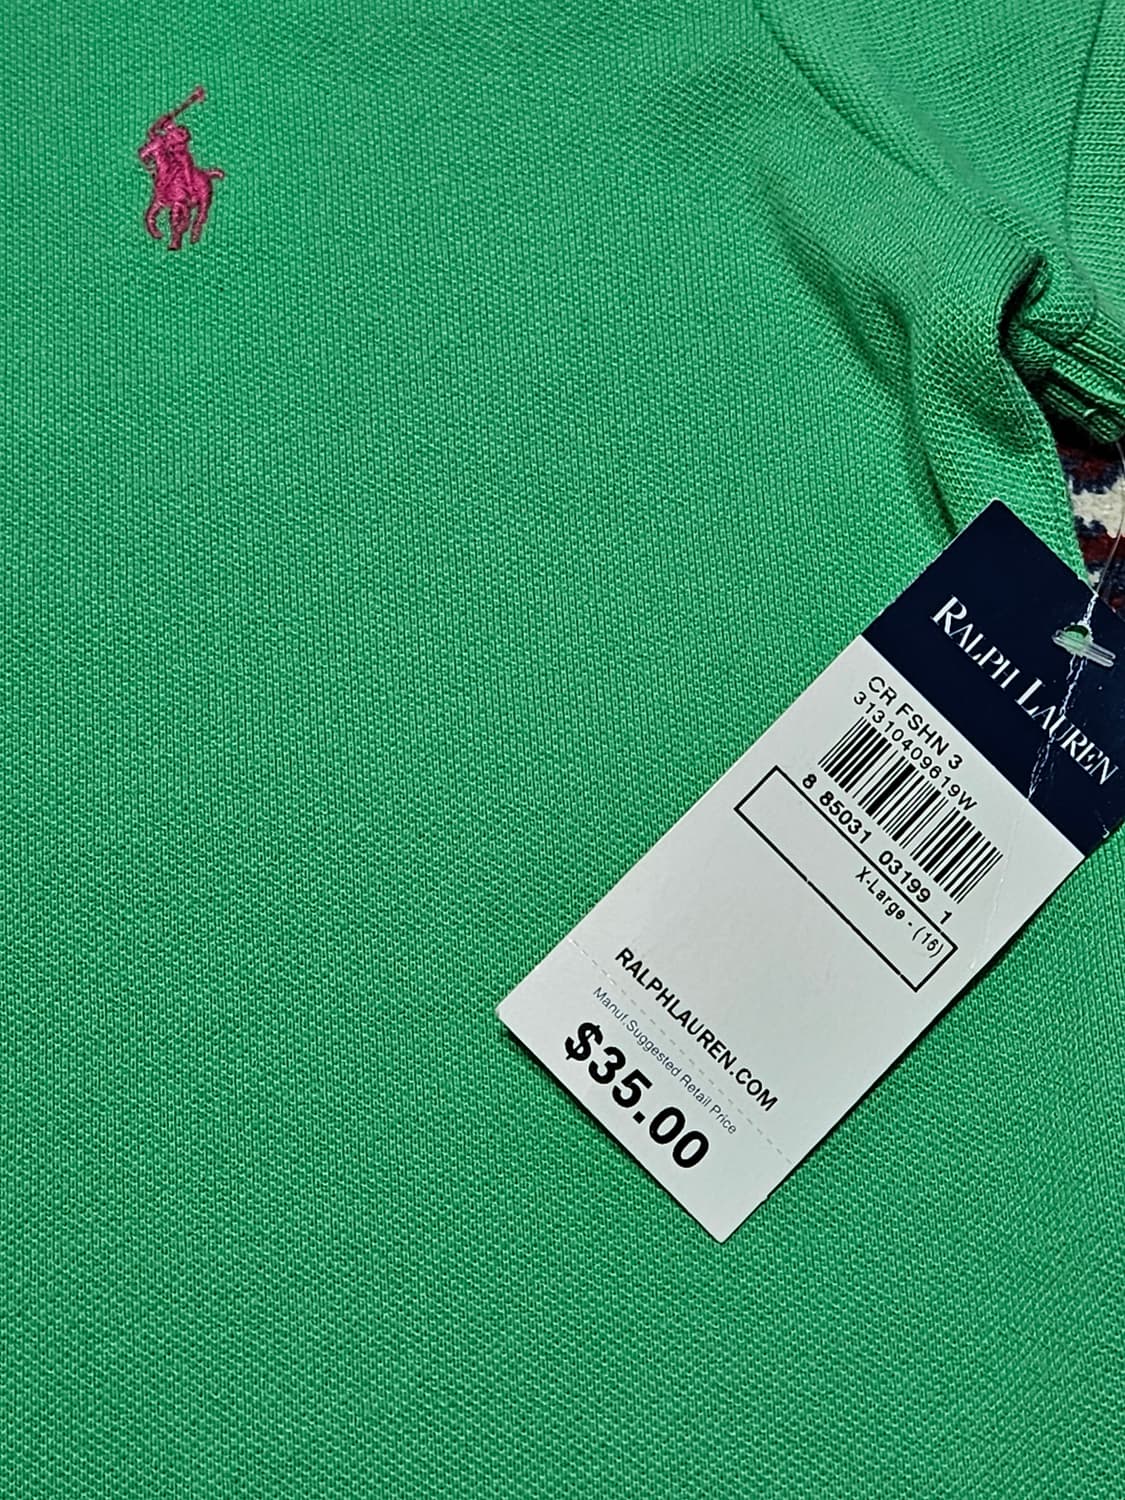 RALPH LAUREN
CR FSHN 3
31310409619W
8 85031 03199 1
X-Large - (16)
RALPHLAUREN.COM
Manuf.Suggested Retail Price
$35.00